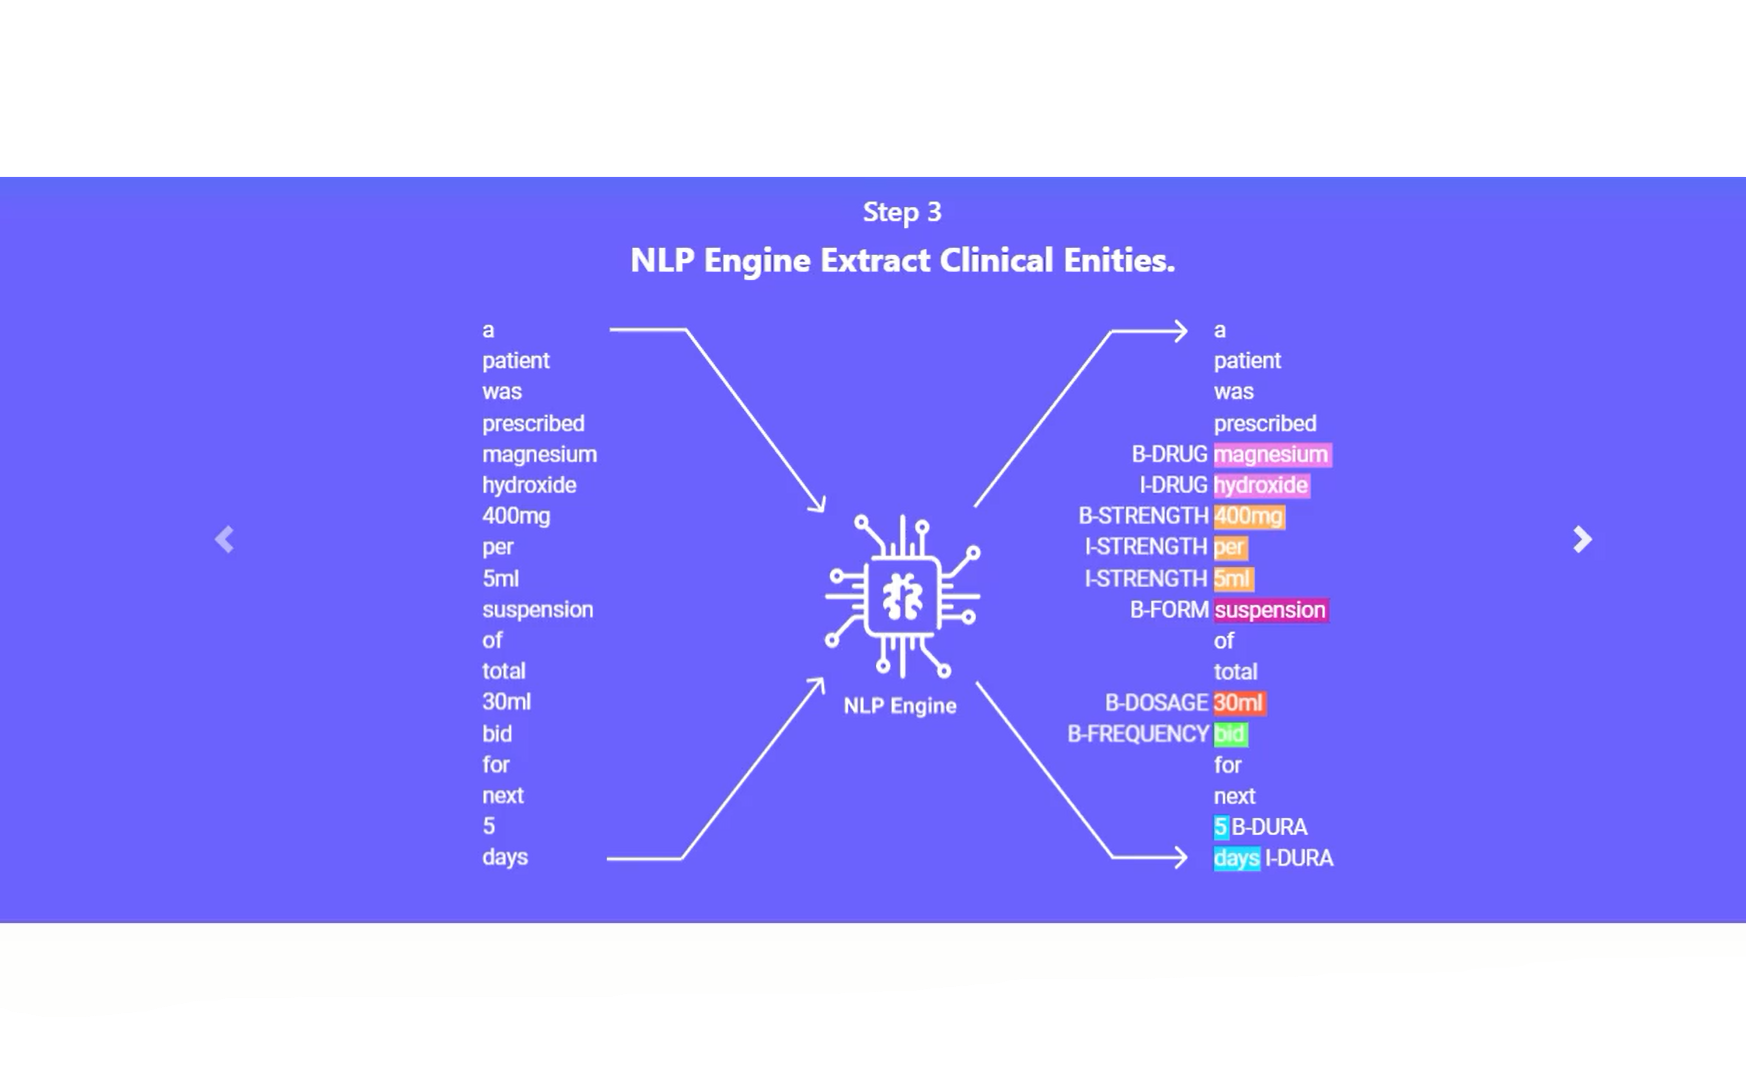 Step 3
NLP Engine Extract Clinical Enities.
a
patient
was
prescribed
magnesium
hydroxide
400mg
per
5ml
suspension
of
total
30ml
bid
for
next
5
days
NLP Engine
a
patient
was
prescribed
B-DRUG magnesium
I-DRUG hydroxide
B-STRENGTH 400mg
I-STRENGTH per
I-STRENGTH 5ml
B-FORM suspension
of
total
B-DOSAGE 30ml
B-FREQUENCY bid
for
next
5 B-DURA
days I-DURA